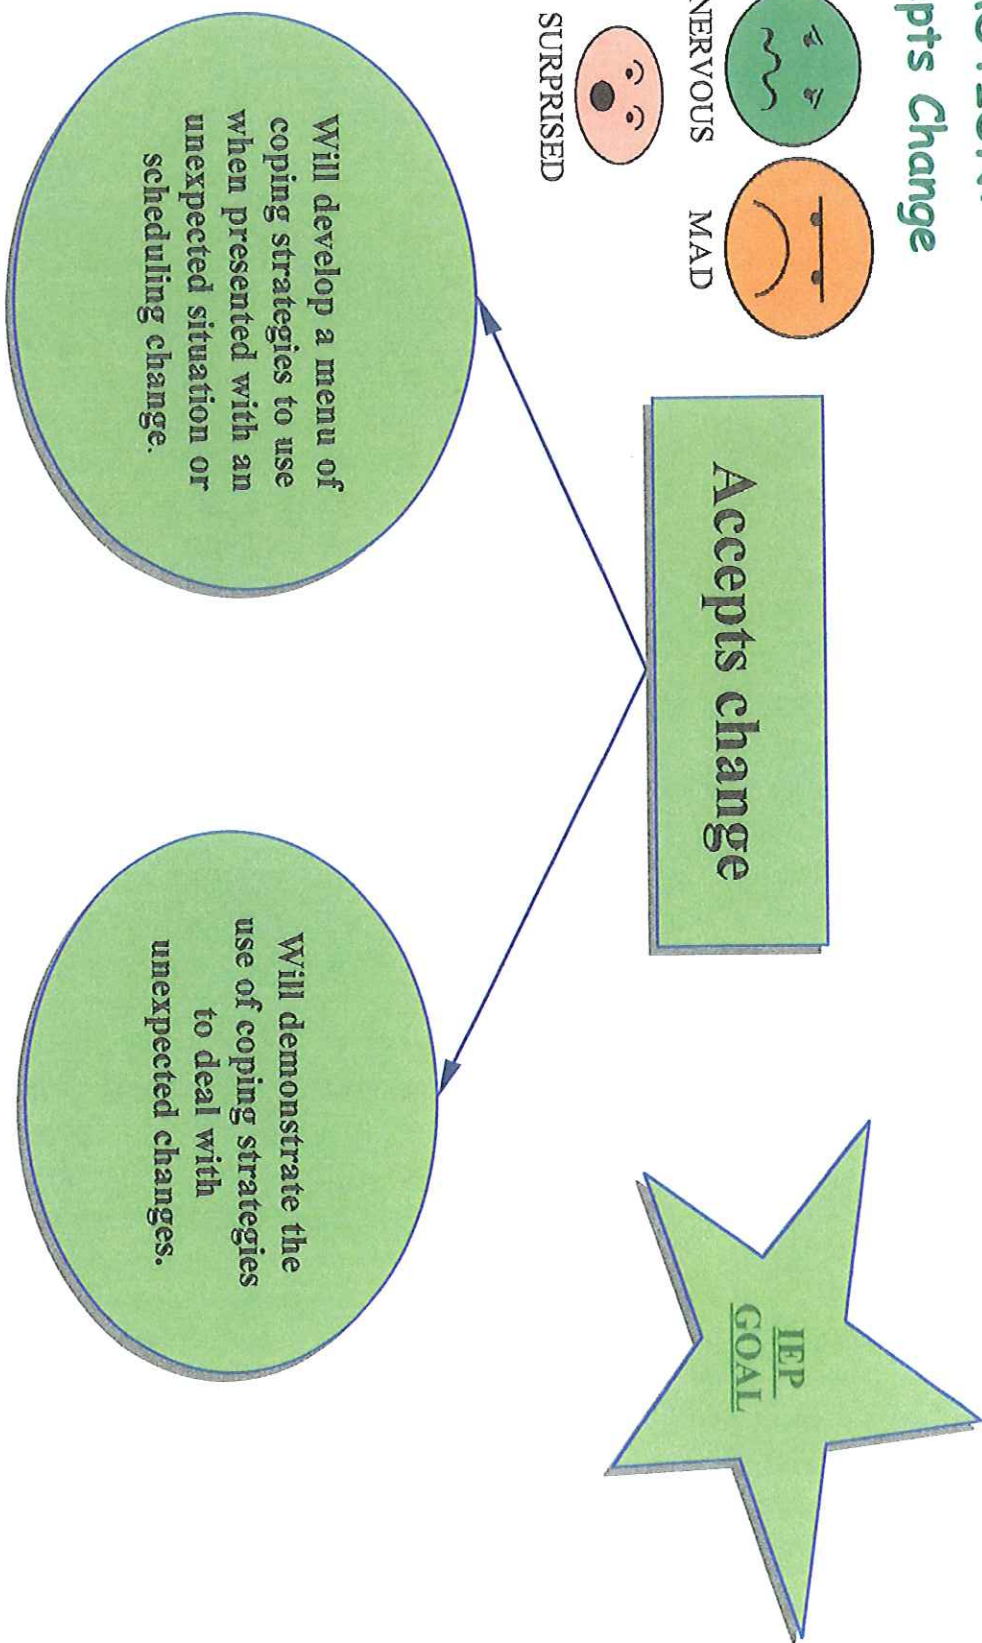 Change
NERVOUS
MAD
SURPRISED
Accepts change
IEP
GOAL
Will develop a menu of
coping strategies to use
when presented with an
unexpected situation or
scheduling change.
Will demonstrate the
use of coping strategies
to deal with
unexpected changes.